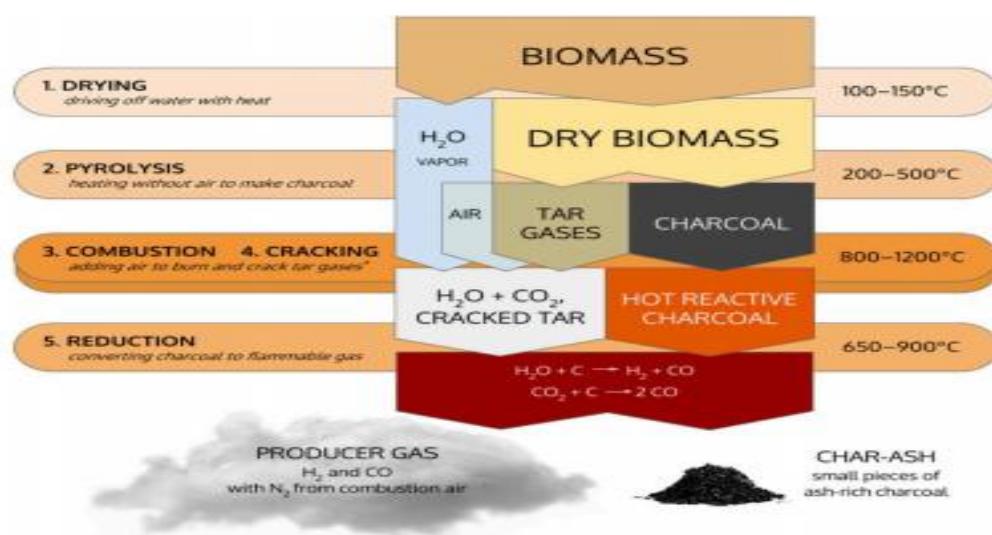 BIOMASS
1. DRYING
driving off water with heat
100–150°C
H₂O
VAPOR
DRY BIOMASS
2. PYROLYSIS
heating without air to make charcoal
200–500°C
AIR
TAR
GASES
CHARCOAL
3. COMBUSTION 4. CRACKING
adding air to burn and crack tar gases*
800–1200°C
H₂O + CO₂,
CRACKED TAR
HOT REACTIVE
CHARCOAL
5. REDUCTION
converting charcoal to flammable gas
650–900°C
H₂O + C → H₂ + CO
CO₂ + C → 2 CO
PRODUCER GAS
H₂ and CO
with N₂ from combustion air
CHAR-ASH
small pieces of
ash-rich charcoal